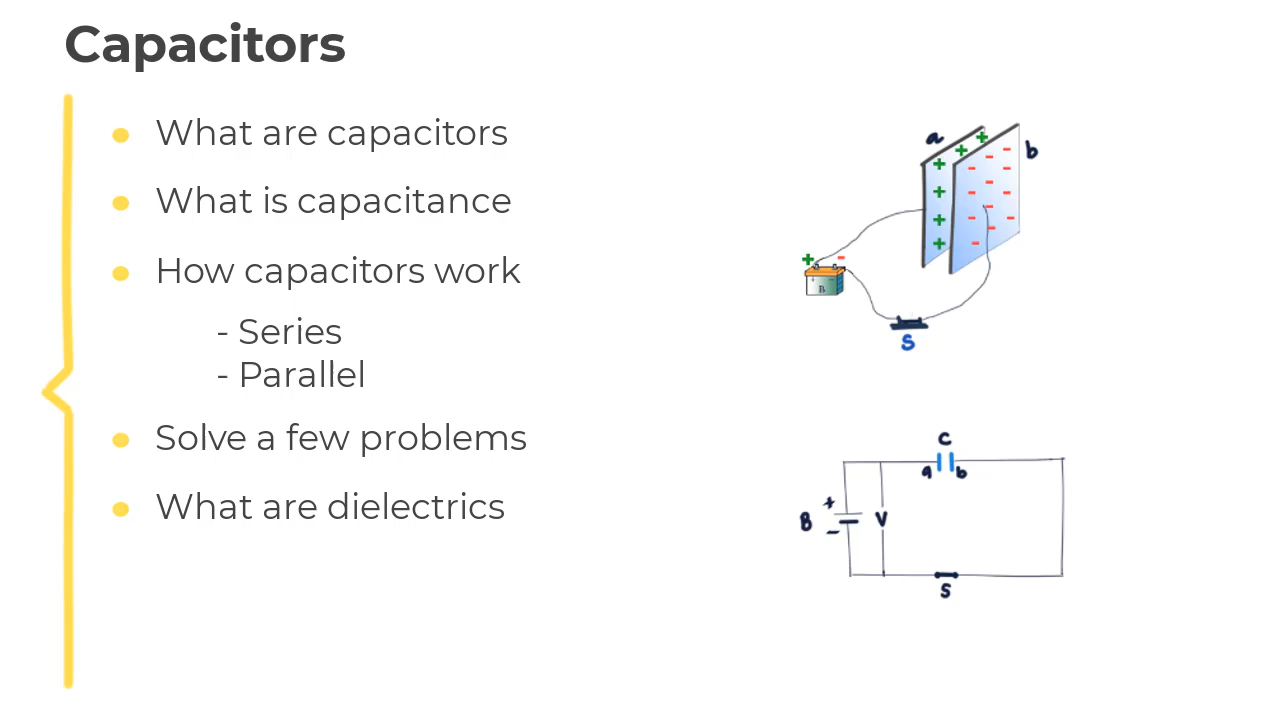 Capacitors
What are capacitors
What is capacitance
How capacitors work
- Series
- Parallel
Solve a few problems
What are dielectrics
a
b
+ -
B
S
C
a b
+
B V
-
S